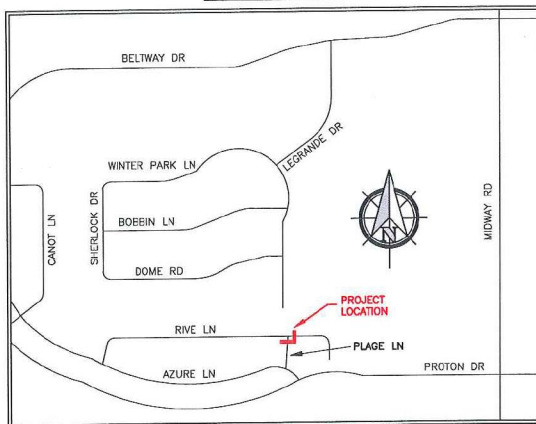 BELTWAY DR
LEGRANDE DR
WINTER PARK LN
MIDWAY RD
CANOT LN
SHERLOCK DR
BOBBIN LN
N
DOME RD
PROJECT
LOCATION
RIVE LN
PLAGE LN
AZURE LN
PROTON DR